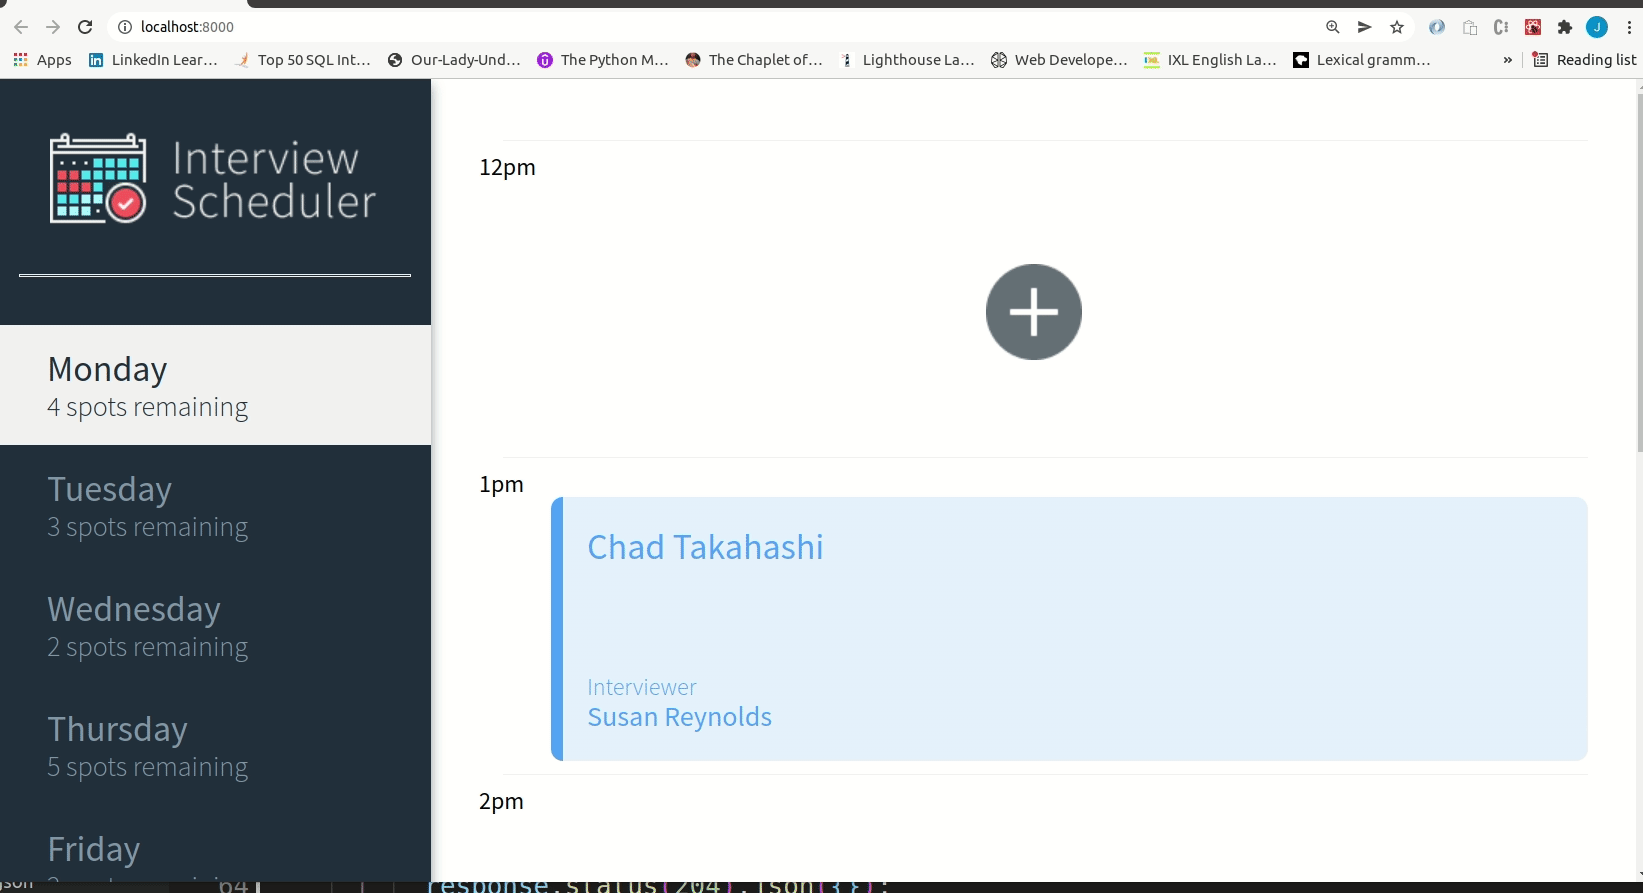 localhost:8000
J
Apps
LinkedIn Lear...
Top 50 SQL Int...
Our-Lady-Und...
The Python M...
The Chaplet of...
Lighthouse La...
Web Develope...
IXL English La...
Lexical gramm...
»
Reading list
Interview
Scheduler
Monday
4 spots remaining
Tuesday
3 spots remaining
Wednesday
2 spots remaining
Thursday
5 spots remaining
Friday
12pm
1pm
Chad Takahashi
Interviewer
Susan Reynolds
2pm
64
response.status(204).json({});